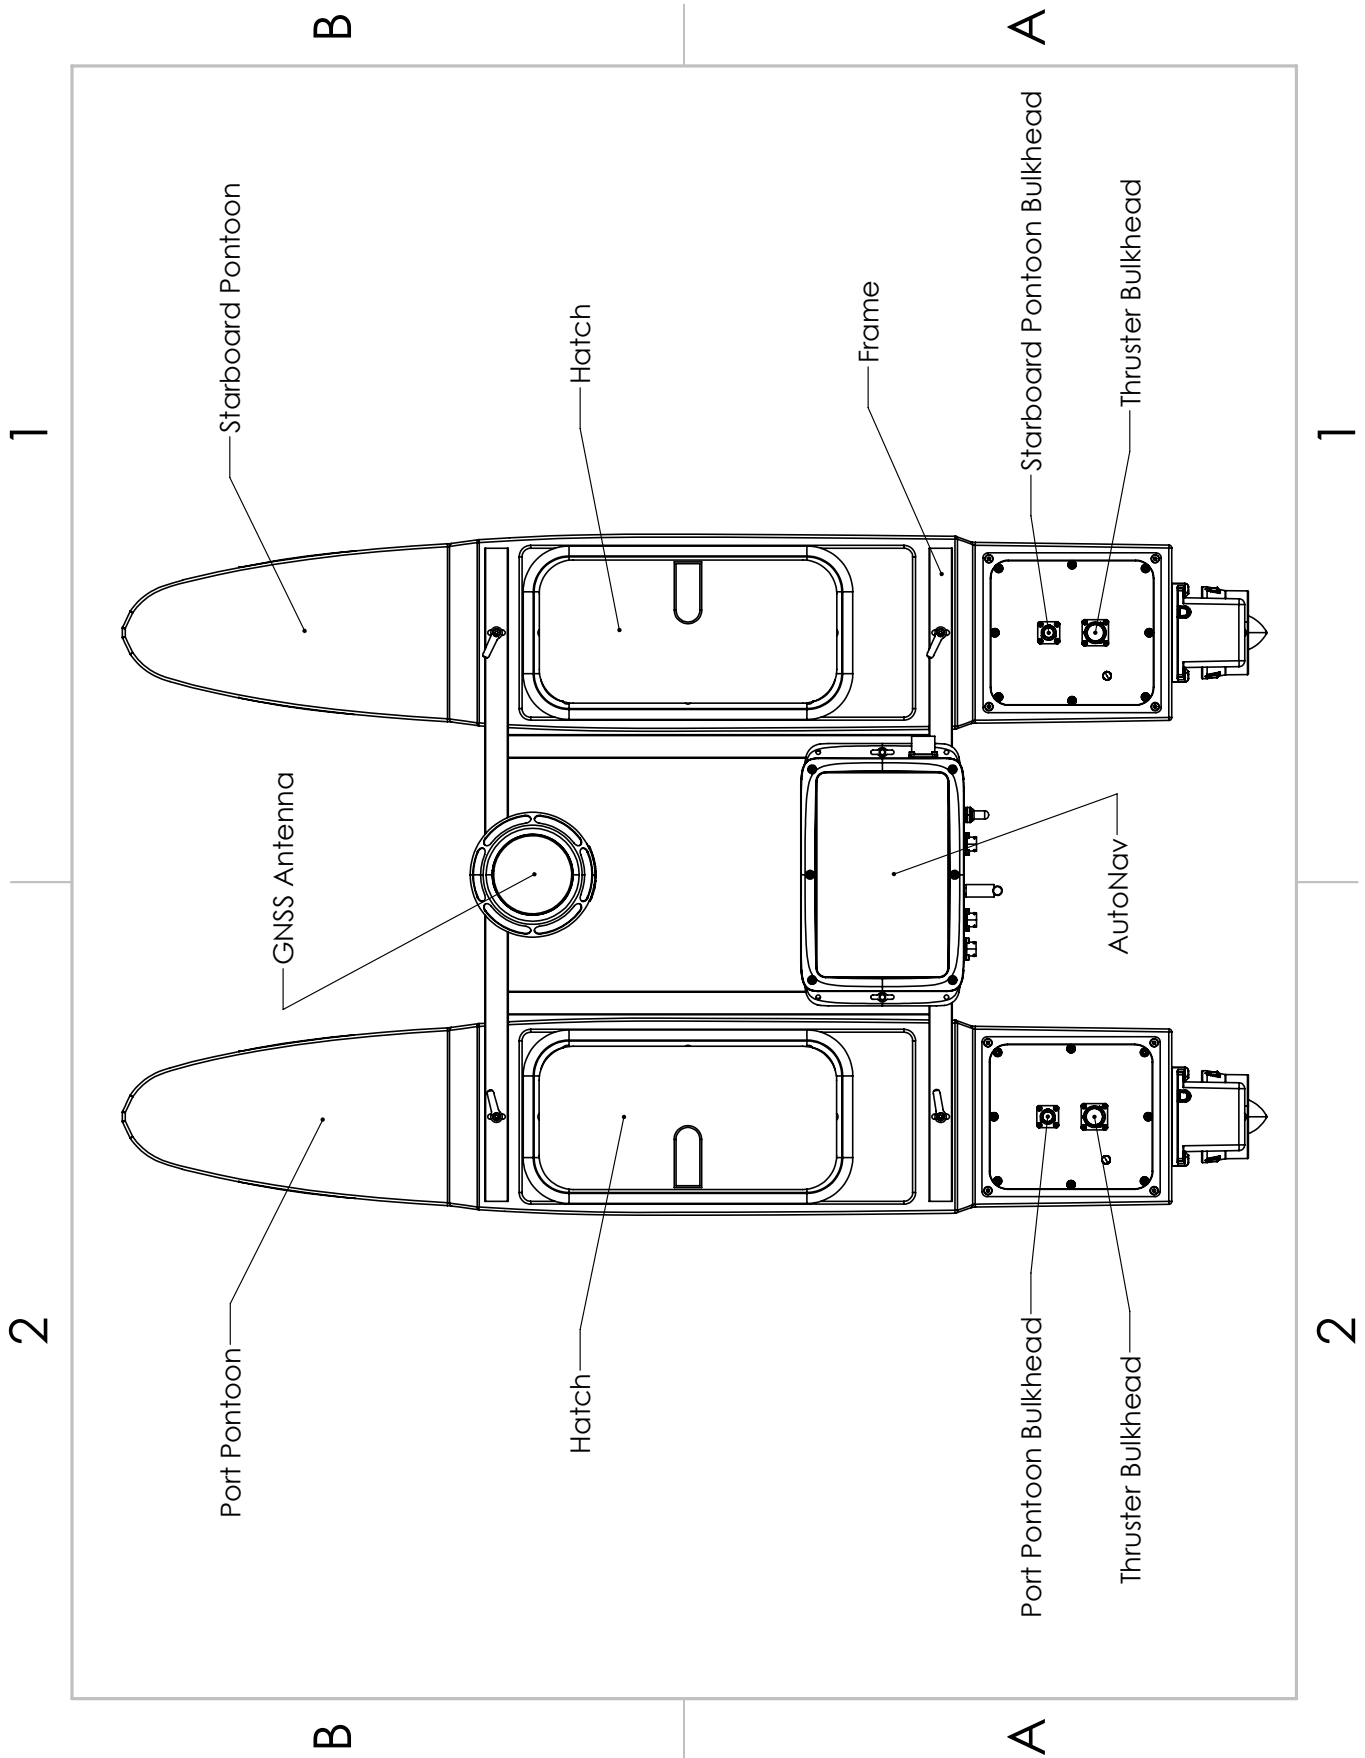 2
1
B
B
Port Pontoon
GNSS Antenna
Starboard Pontoon
Hatch
Hatch
Frame
A
A
Port Pontoon Bulkhead
AutoNav
Starboard Pontoon Bulkhead
Thruster Bulkhead
Thruster Bulkhead
2
1